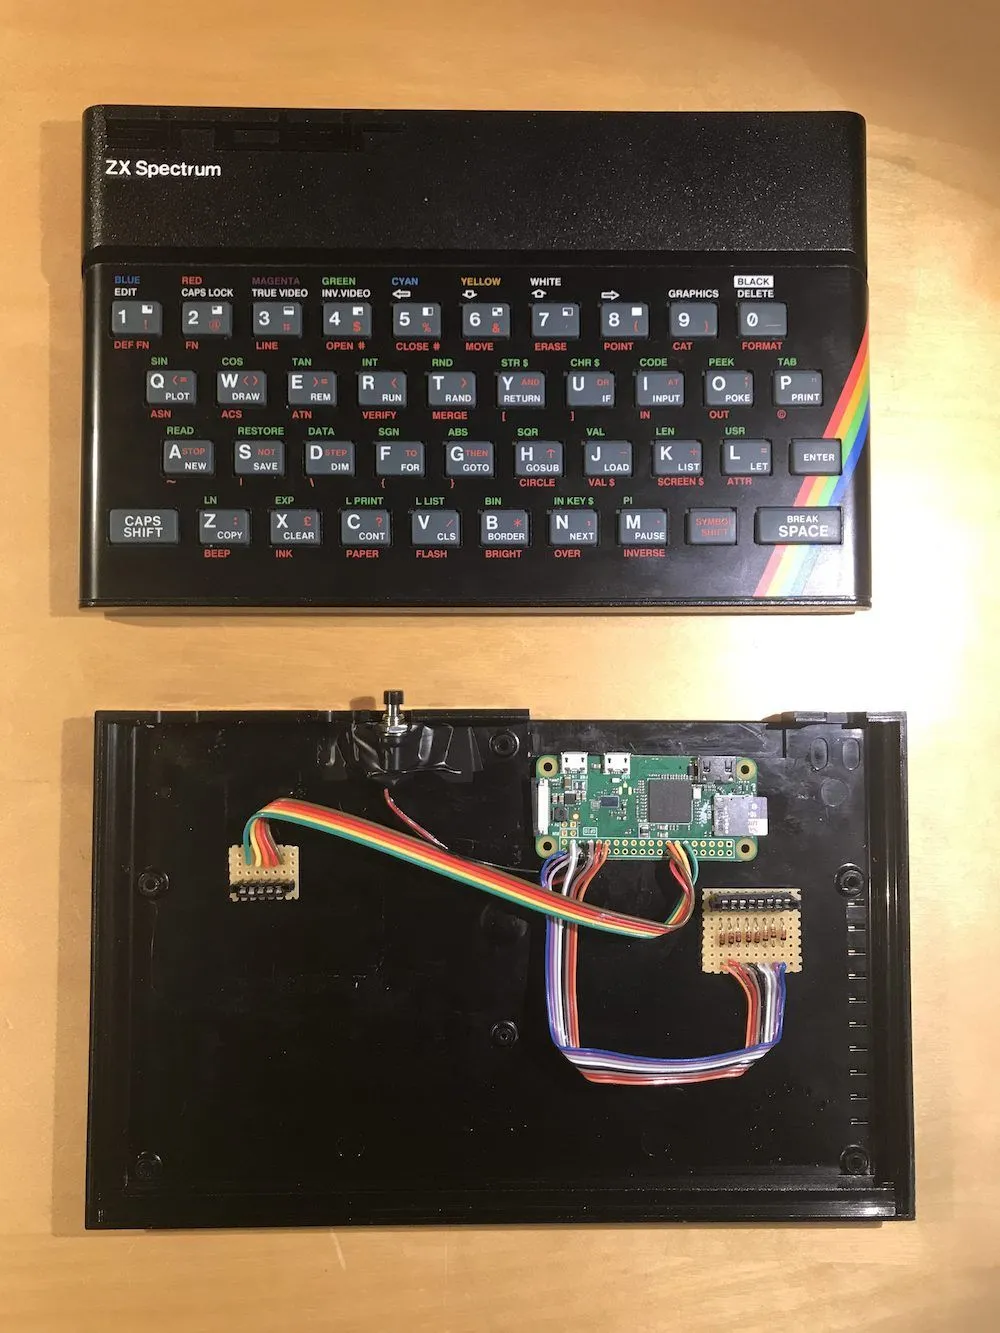 sinclair
ZX Spectrum
BLUE RED MAGENTA GREEN CYAN YELLOW WHITE BLACK
EDIT CAPS LOCK TRUE VIDEO INV.VIDEO GRAPHICS DELETE
1 ! 2 @ 3 # 4 $ 5 % 6 & 7 ' 8 ( 9 ) 0
DEF FN FN LINE OPEN # CLOSE # MOVE ERASE POINT CAT FORMAT
SIN COS TAN INT RND STR $ CHR $ CODE PEEK TAB
Q <= W <> E >= R < T > Y AND U OR I AT O ; P "
PLOT DRAW REM RUN RAND RETURN IF INPUT POKE PRINT
ASN ACS ATN VERIFY MERGE [ ] IN OUT ©
READ RESTORE DATA SGN ABS SQR VAL LEN USR
A STOP S NOT D STEP F TO G THEN H ↑ J - K + L = ENTER
NEW SAVE DIM FOR GOTO GOSUB LOAD LIST LET
~ | \ { } CIRCLE VAL $ SCREEN $ ATTR
LN EXP L PRINT L LIST BIN IN KEY $ PI
CAPS SHIFT Z : X £ C ? V / B * N , M . SYMBOL SHIFT BREAK SPACE
COPY CLEAR CONT CLS BORDER NEXT PAUSE
BEEP INK PAPER FLASH BRIGHT OVER INVERSE